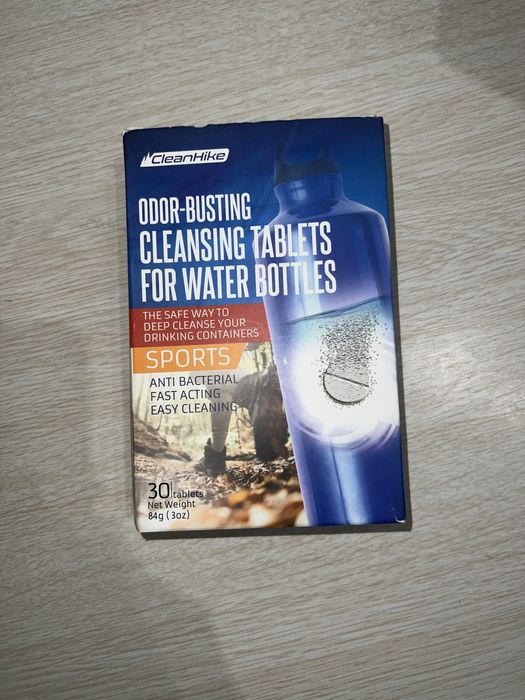 CleanHike
ODOR-BUSTING
CLEANSING TABLETS
FOR WATER BOTTLES
THE SAFE WAY TO
DEEP CLEANSE YOUR
DRINKING CONTAINERS
SPORTS
ANTI BACTERIAL
FAST ACTING
EASY CLEANING
30 tablets
Net Weight
84g (3oz)